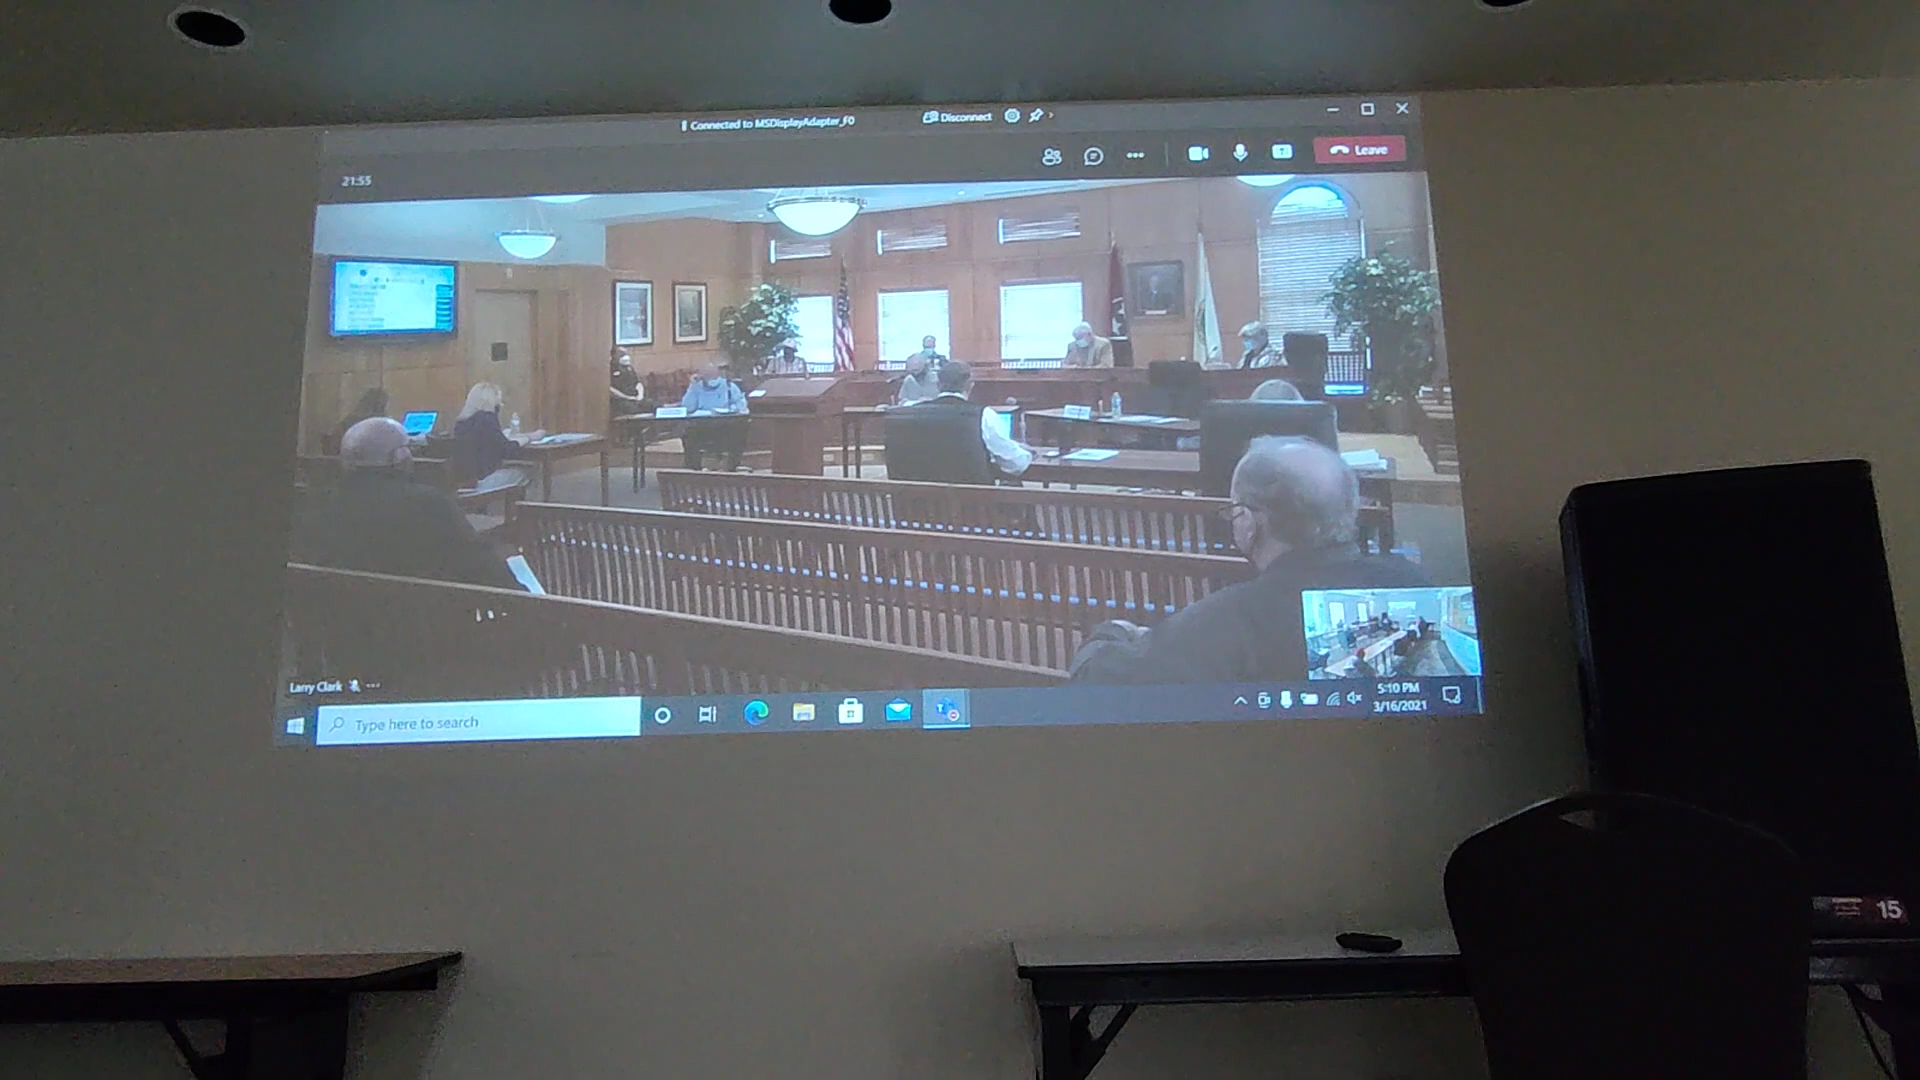 Connected to MSDisplayAdapter_F0
Disconnect
Leave
21:55
Larry Clark
Type here to search
5:10 PM
3/16/2021
15